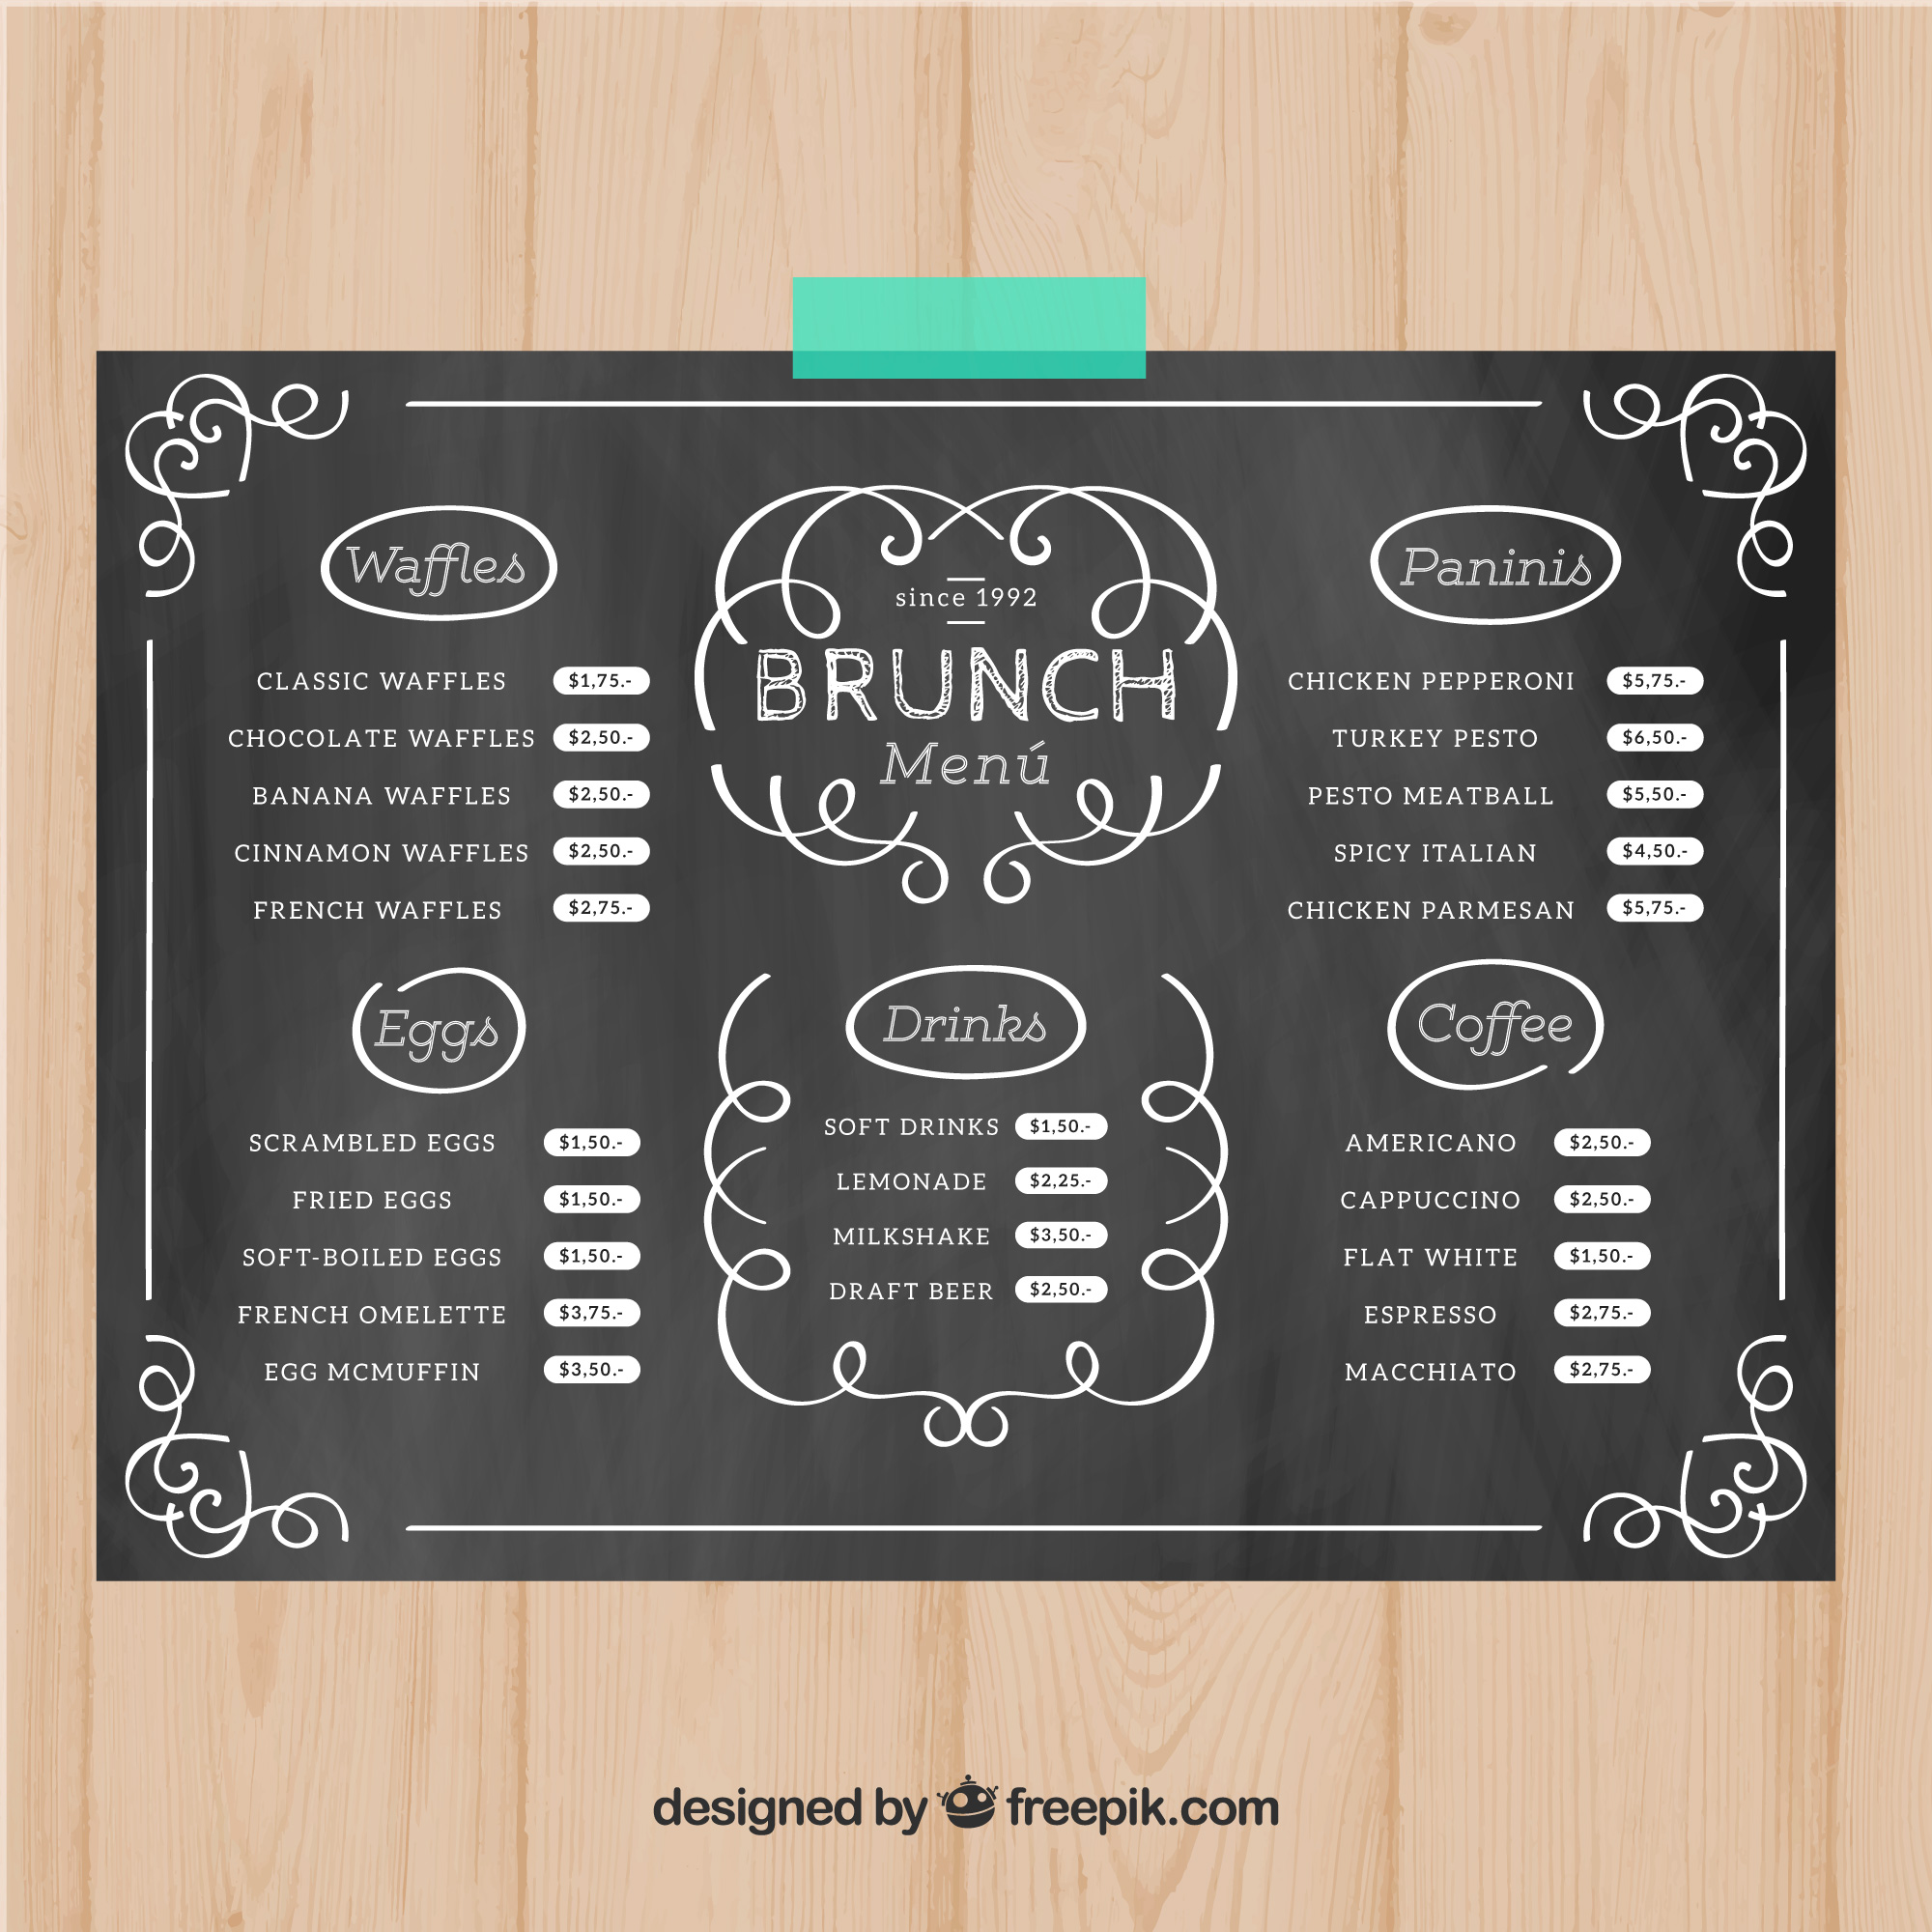 since 1992
BRUNCH
Menú
Waffles
CLASSIC WAFFLES $1,75.-
CHOCOLATE WAFFLES $2,50.-
BANANA WAFFLES $2,50.-
CINNAMON WAFFLES $2,50.-
FRENCH WAFFLES $2,75.-
Eggs
SCRAMBLED EGGS $1,50.-
FRIED EGGS $1,50.-
SOFT-BOILED EGGS $1,50.-
FRENCH OMELETTE $3,75.-
EGG MCMUFFIN $3,50.-
Drinks
SOFT DRINKS $1,50.-
LEMONADE $2,25.-
MILKSHAKE $3,50.-
DRAFT BEER $2,50.-
Paninis
CHICKEN PEPPERONI $5,75.-
TURKEY PESTO $6,50.-
PESTO MEATBALL $5,50.-
SPICY ITALIAN $4,50.-
CHICKEN PARMESAN $5,75.-
Coffee
AMERICANO $2,50.-
CAPPUCCINO $2,50.-
FLAT WHITE $1,50.-
ESPRESSO $2,75.-
MACCHIATO $2,75.-
designed by freepik.com